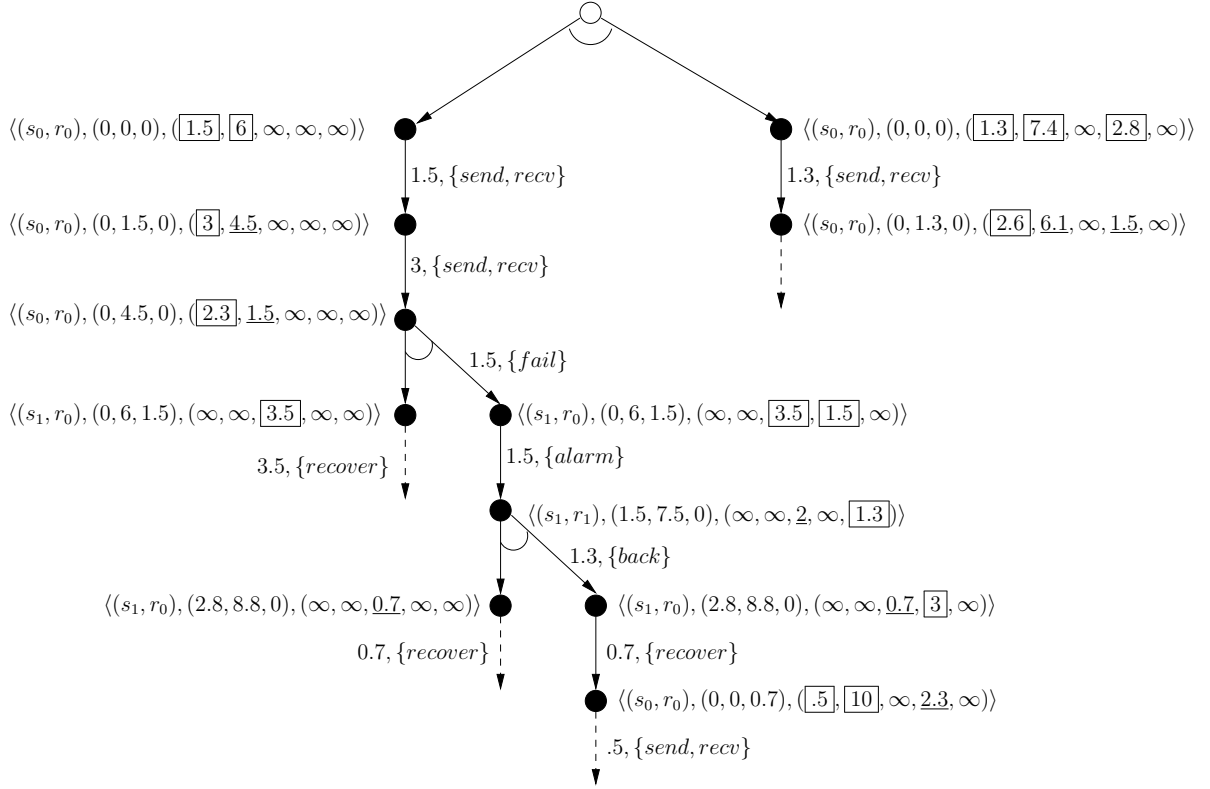 ⟨(s₀, r₀), (0, 0, 0), (1.5, 6, ∞, ∞, ∞)⟩
⟨(s₀, r₀), (0, 0, 0), (1.3, 7.4, ∞, 2.8, ∞)⟩
1.5, {send, recv}
1.3, {send, recv}
⟨(s₀, r₀), (0, 1.5, 0), (3, 4.5, ∞, ∞, ∞)⟩
⟨(s₀, r₀), (0, 1.3, 0), (2.6, 6.1, ∞, 1.5, ∞)⟩
3, {send, recv}
⟨(s₀, r₀), (0, 4.5, 0), (2.3, 1.5, ∞, ∞, ∞)⟩
1.5, {fail}
⟨(s₁, r₀), (0, 6, 1.5), (∞, ∞, 3.5, ∞, ∞)⟩
⟨(s₁, r₀), (0, 6, 1.5), (∞, ∞, 3.5, 1.5, ∞)⟩
3.5, {recover}
1.5, {alarm}
⟨(s₁, r₁), (1.5, 7.5, 0), (∞, ∞, 2, ∞, 1.3)⟩
1.3, {back}
⟨(s₁, r₀), (2.8, 8.8, 0), (∞, ∞, 0.7, ∞, ∞)⟩
⟨(s₁, r₀), (2.8, 8.8, 0), (∞, ∞, 0.7, 3, ∞)⟩
0.7, {recover}
0.7, {recover}
⟨(s₀, r₀), (0, 0, 0.7), (.5, 10, ∞, 2.3, ∞)⟩
.5, {send, recv}